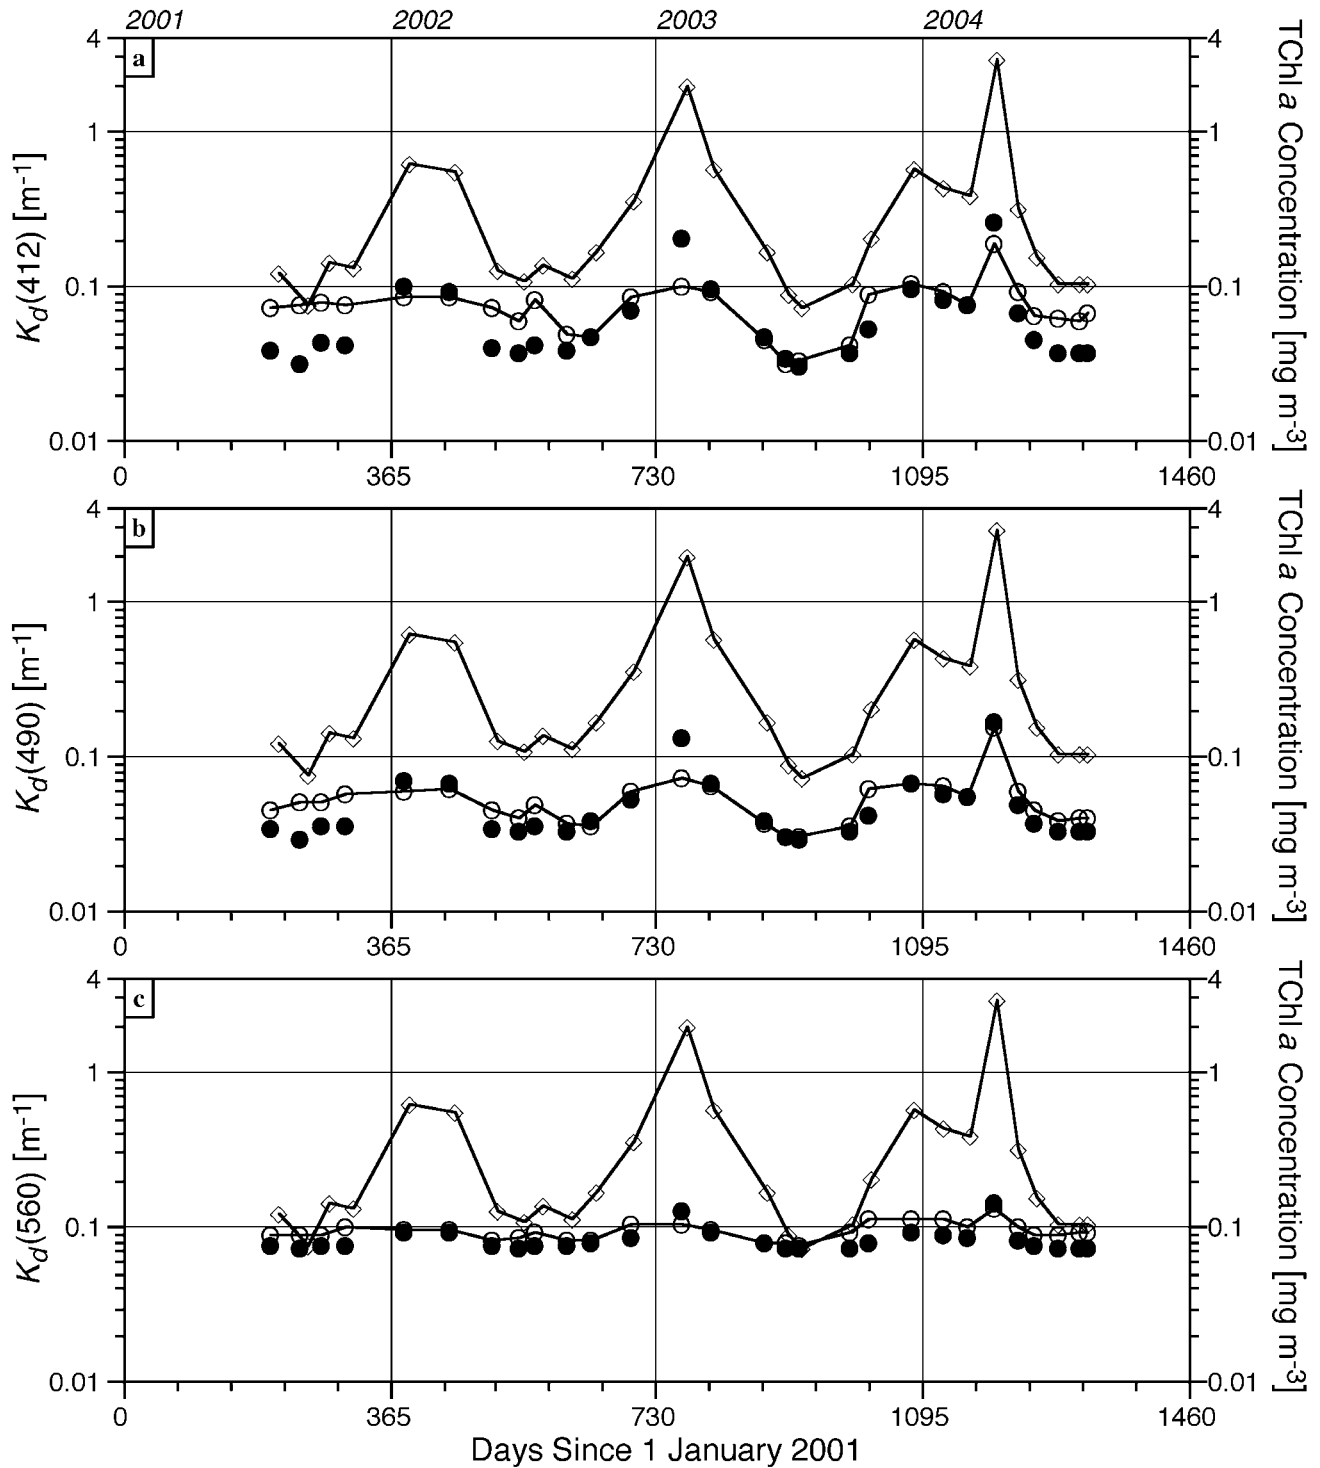 2001 2002 2003 2004
a
4 4
1 1
0.1 0.1
0.01 0.01
Kd(412) [m-1]
TChl a Concentration [mg m-3]
0 365 730 1095 1460
b
4 4
1 1
0.1 0.1
0.01 0.01
Kd(490) [m-1]
TChl a Concentration [mg m-3]
0 365 730 1095 1460
c
4 4
1 1
0.1 0.1
0.01 0.01
Kd(560) [m-1]
TChl a Concentration [mg m-3]
0 365 730 1095 1460
Days Since 1 January 2001